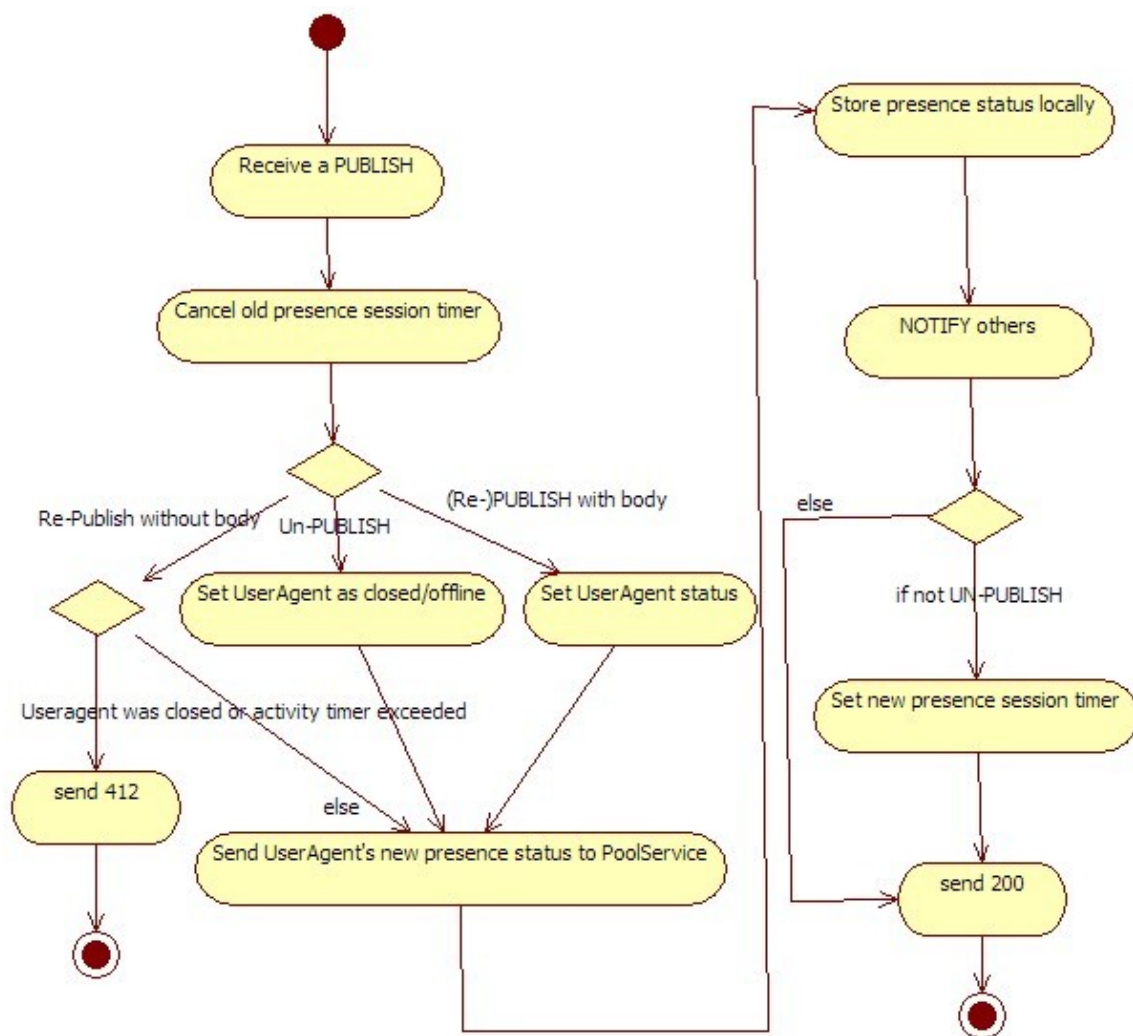 Receive a PUBLISH
Cancel old presence session timer
Re-Publish without body
Un-PUBLISH
(Re-)PUBLISH with body
Set UserAgent as closed/offline
Set UserAgent status
Useragent was closed or activity timer exceeded
send 412
else
Send UserAgent's new presence status to PoolService
Store presence status locally
NOTIFY others
else
if not UN-PUBLISH
Set new presence session timer
send 200